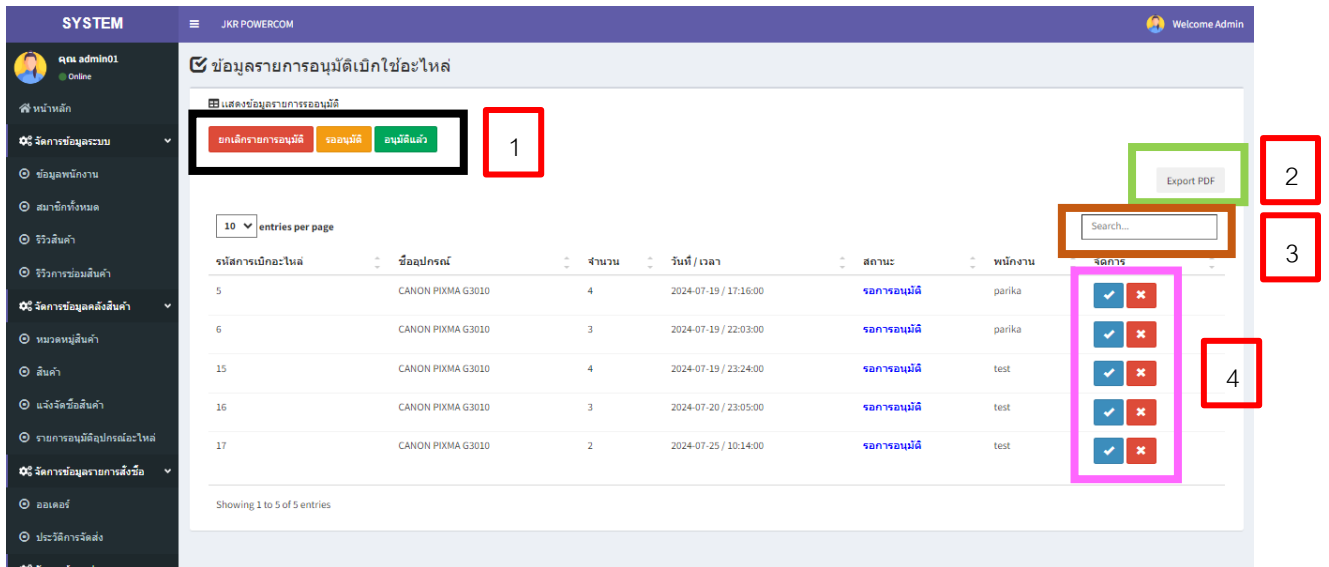 SYSTEM
JKR POWERCOM
Welcome Admin
คุณ admin01
Online
หน้าหลัก
จัดการข้อมูลระบบ
ข้อมูลพนักงาน
สมาชิกทั้งหมด
รีวิวสินค้า
รีวิวการซ่อมสินค้า
จัดการข้อมูลคลังสินค้า
หมวดหมู่สินค้า
สินค้า
แจ้งจัดซื้อสินค้า
รายการอนุมัติอุปกรณ์อะไหล่
จัดการข้อมูลรายการสั่งซื้อ
ออเดอร์
ประวัติการจัดส่ง
ข้อมูลรายการอนุมัติเบิกใช้อะไหล่
แสดงข้อมูลรายการรออนุมัติ
ยกเลิกรายการอนุมัติ รออนุมัติ อนุมัติแล้ว
1
Export PDF
2
10 entries per page
Search...
3
รหัสการเบิกอะไหล่ ชื่ออุปกรณ์ จำนวน วันที่ / เวลา สถานะ พนักงาน จัดการ
5 CANON PIXMA G3010 4 2024-07-19 / 17:16:00 รอการอนุมัติ parika
6 CANON PIXMA G3010 3 2024-07-19 / 22:03:00 รอการอนุมัติ parika
15 CANON PIXMA G3010 4 2024-07-19 / 23:24:00 รอการอนุมัติ test
4
16 CANON PIXMA G3010 3 2024-07-20 / 23:05:00 รอการอนุมัติ test
17 CANON PIXMA G3010 2 2024-07-25 / 10:14:00 รอการอนุมัติ test
Showing 1 to 5 of 5 entries